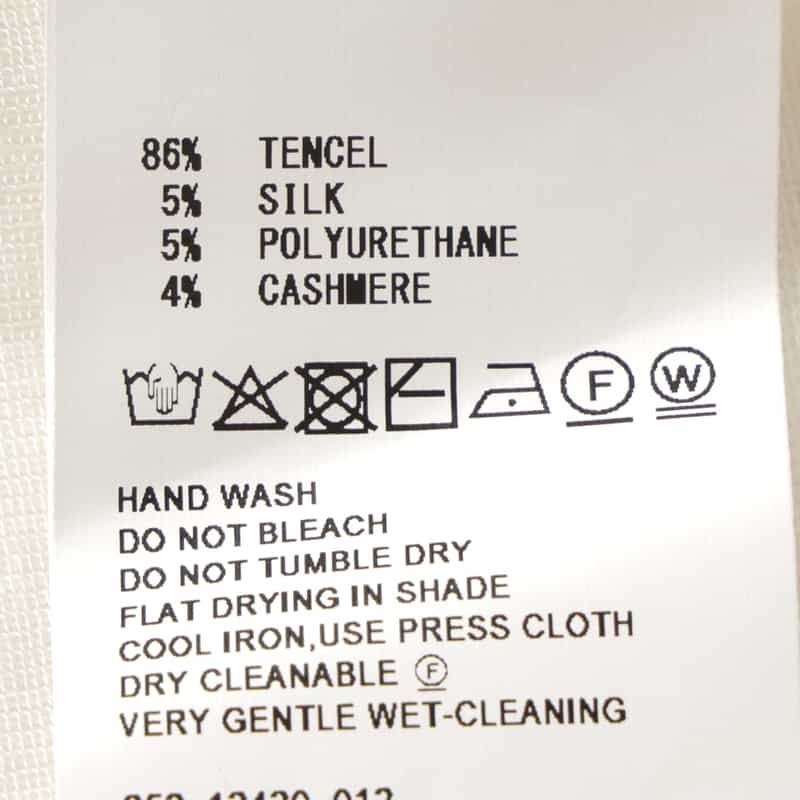 86% TENCEL
5% SILK
5% POLYURETHANE
4% CASHMERE
F W
HAND WASH
DO NOT BLEACH
DO NOT TUMBLE DRY
FLAT DRYING IN SHADE
COOL IRON,USE PRESS CLOTH
DRY CLEANABLE F
VERY GENTLE WET-CLEANING